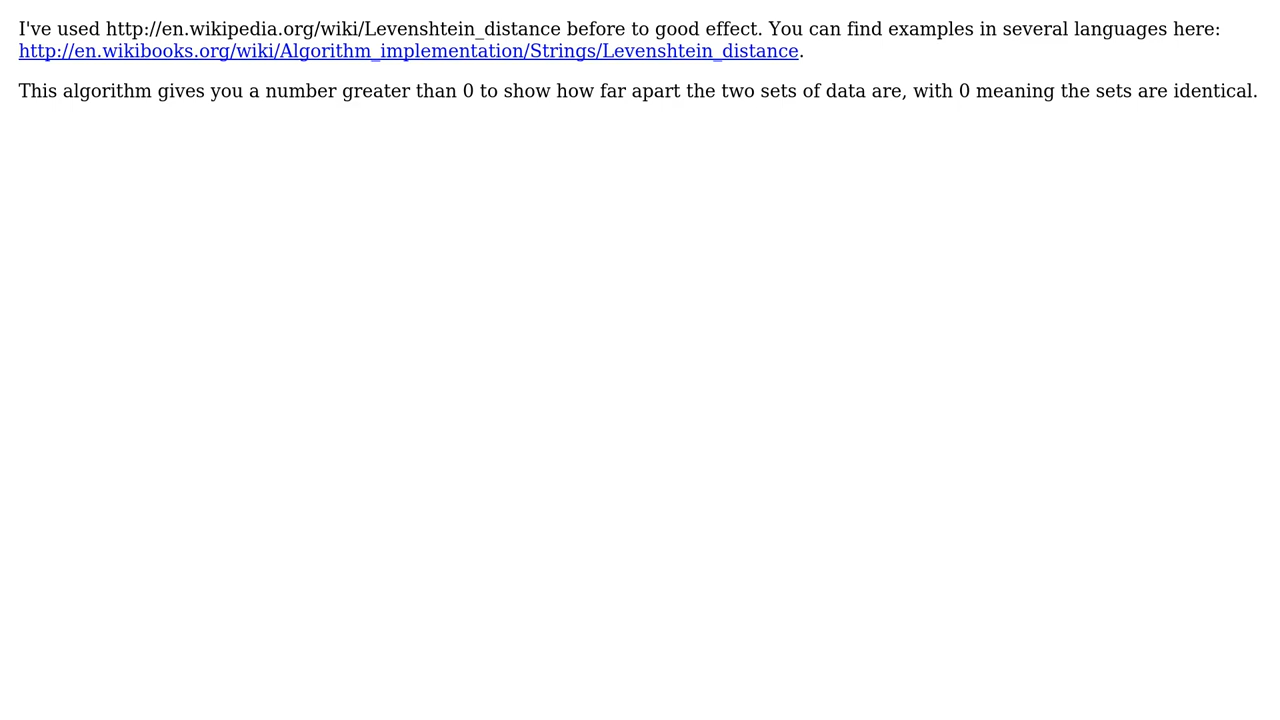 I've used http://en.wikipedia.org/wiki/Levenshtein_distance before to good effect. You can find examples in several languages here:
http://en.wikibooks.org/wiki/Algorithm_implementation/Strings/Levenshtein_distance.
This algorithm gives you a number greater than 0 to show how far apart the two sets of data are, with 0 meaning the sets are identical.